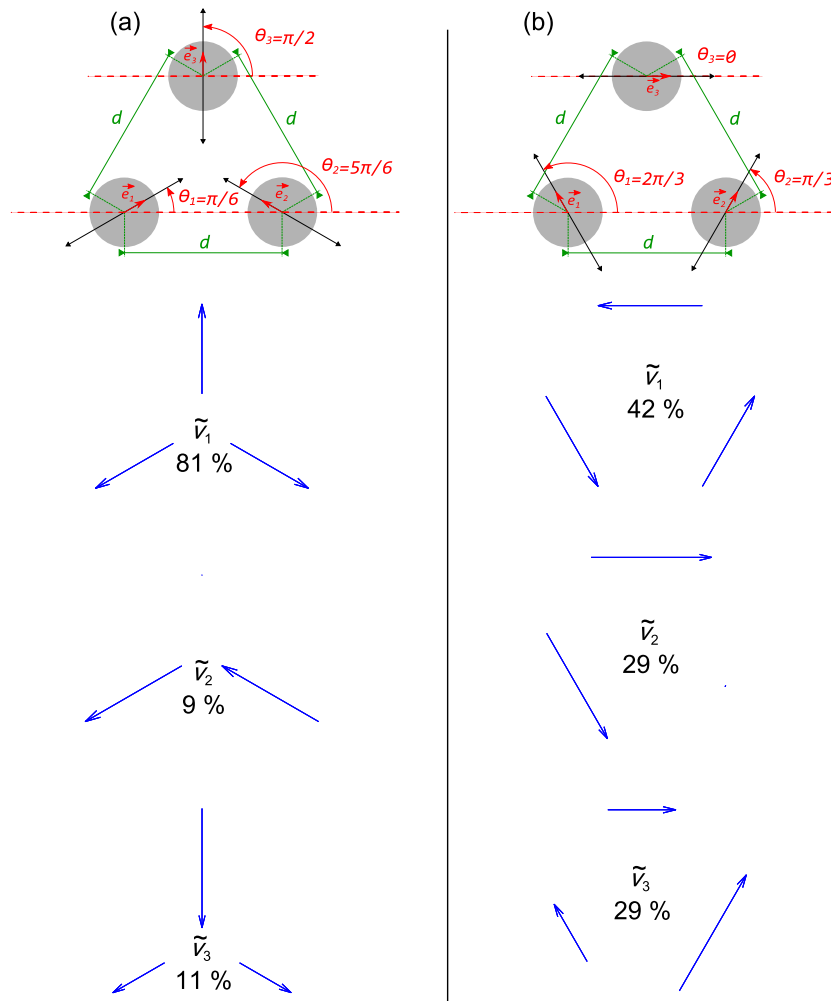 (a)
θ₃=π/2
e₃
d
d
θ₂=5π/6
e₁
θ₁=π/6
e₂
d
ṽ₁
81 %
ṽ₂
9 %
ṽ₃
11 %
(b)
θ₃=0
e₃
d
d
θ₁=2π/3
θ₂=π/3
e₁
e₂
d
ṽ₁
42 %
ṽ₂
29 %
ṽ₃
29 %